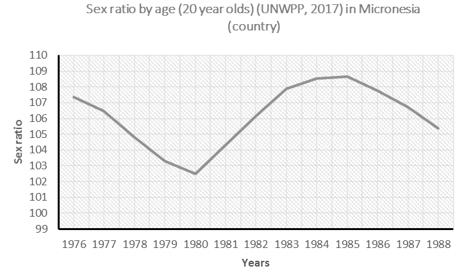 Sex ratio by age (20 year olds) (UNWPP, 2017) in Micronesia
(country)
Sex ratio
110
109
108
107
106
105
104
103
102
101
100
99
1976 1977 1978 1979 1980 1981 1982 1983 1984 1985 1986 1987 1988
Years